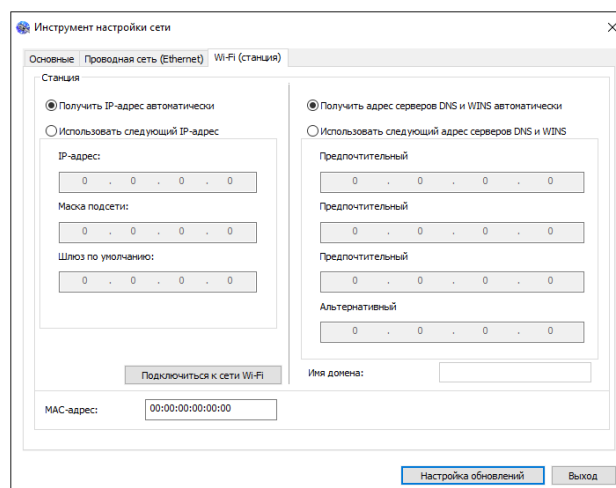 Инструмент настройки сети
Основные Проводная сеть (Ethernet) Wi-Fi (станция)
Станция
Получить IP-адрес автоматически
Использовать следующий IP-адрес
IP-адрес:
0 . 0 . 0 . 0
Маска подсети:
0 . 0 . 0 . 0
Шлюз по умолчанию:
0 . 0 . 0 . 0
Подключиться к сети Wi-Fi
Получить адрес серверов DNS и WINS автоматически
Использовать следующий адрес серверов DNS и WINS
Предпочтительный
0 . 0 . 0 . 0
Предпочтительный
0 . 0 . 0 . 0
Предпочтительный
0 . 0 . 0 . 0
Альтернативный
0 . 0 . 0 . 0
Имя домена:
MAC-адрес: 00:00:00:00:00:00
Настройка обновлений Выход